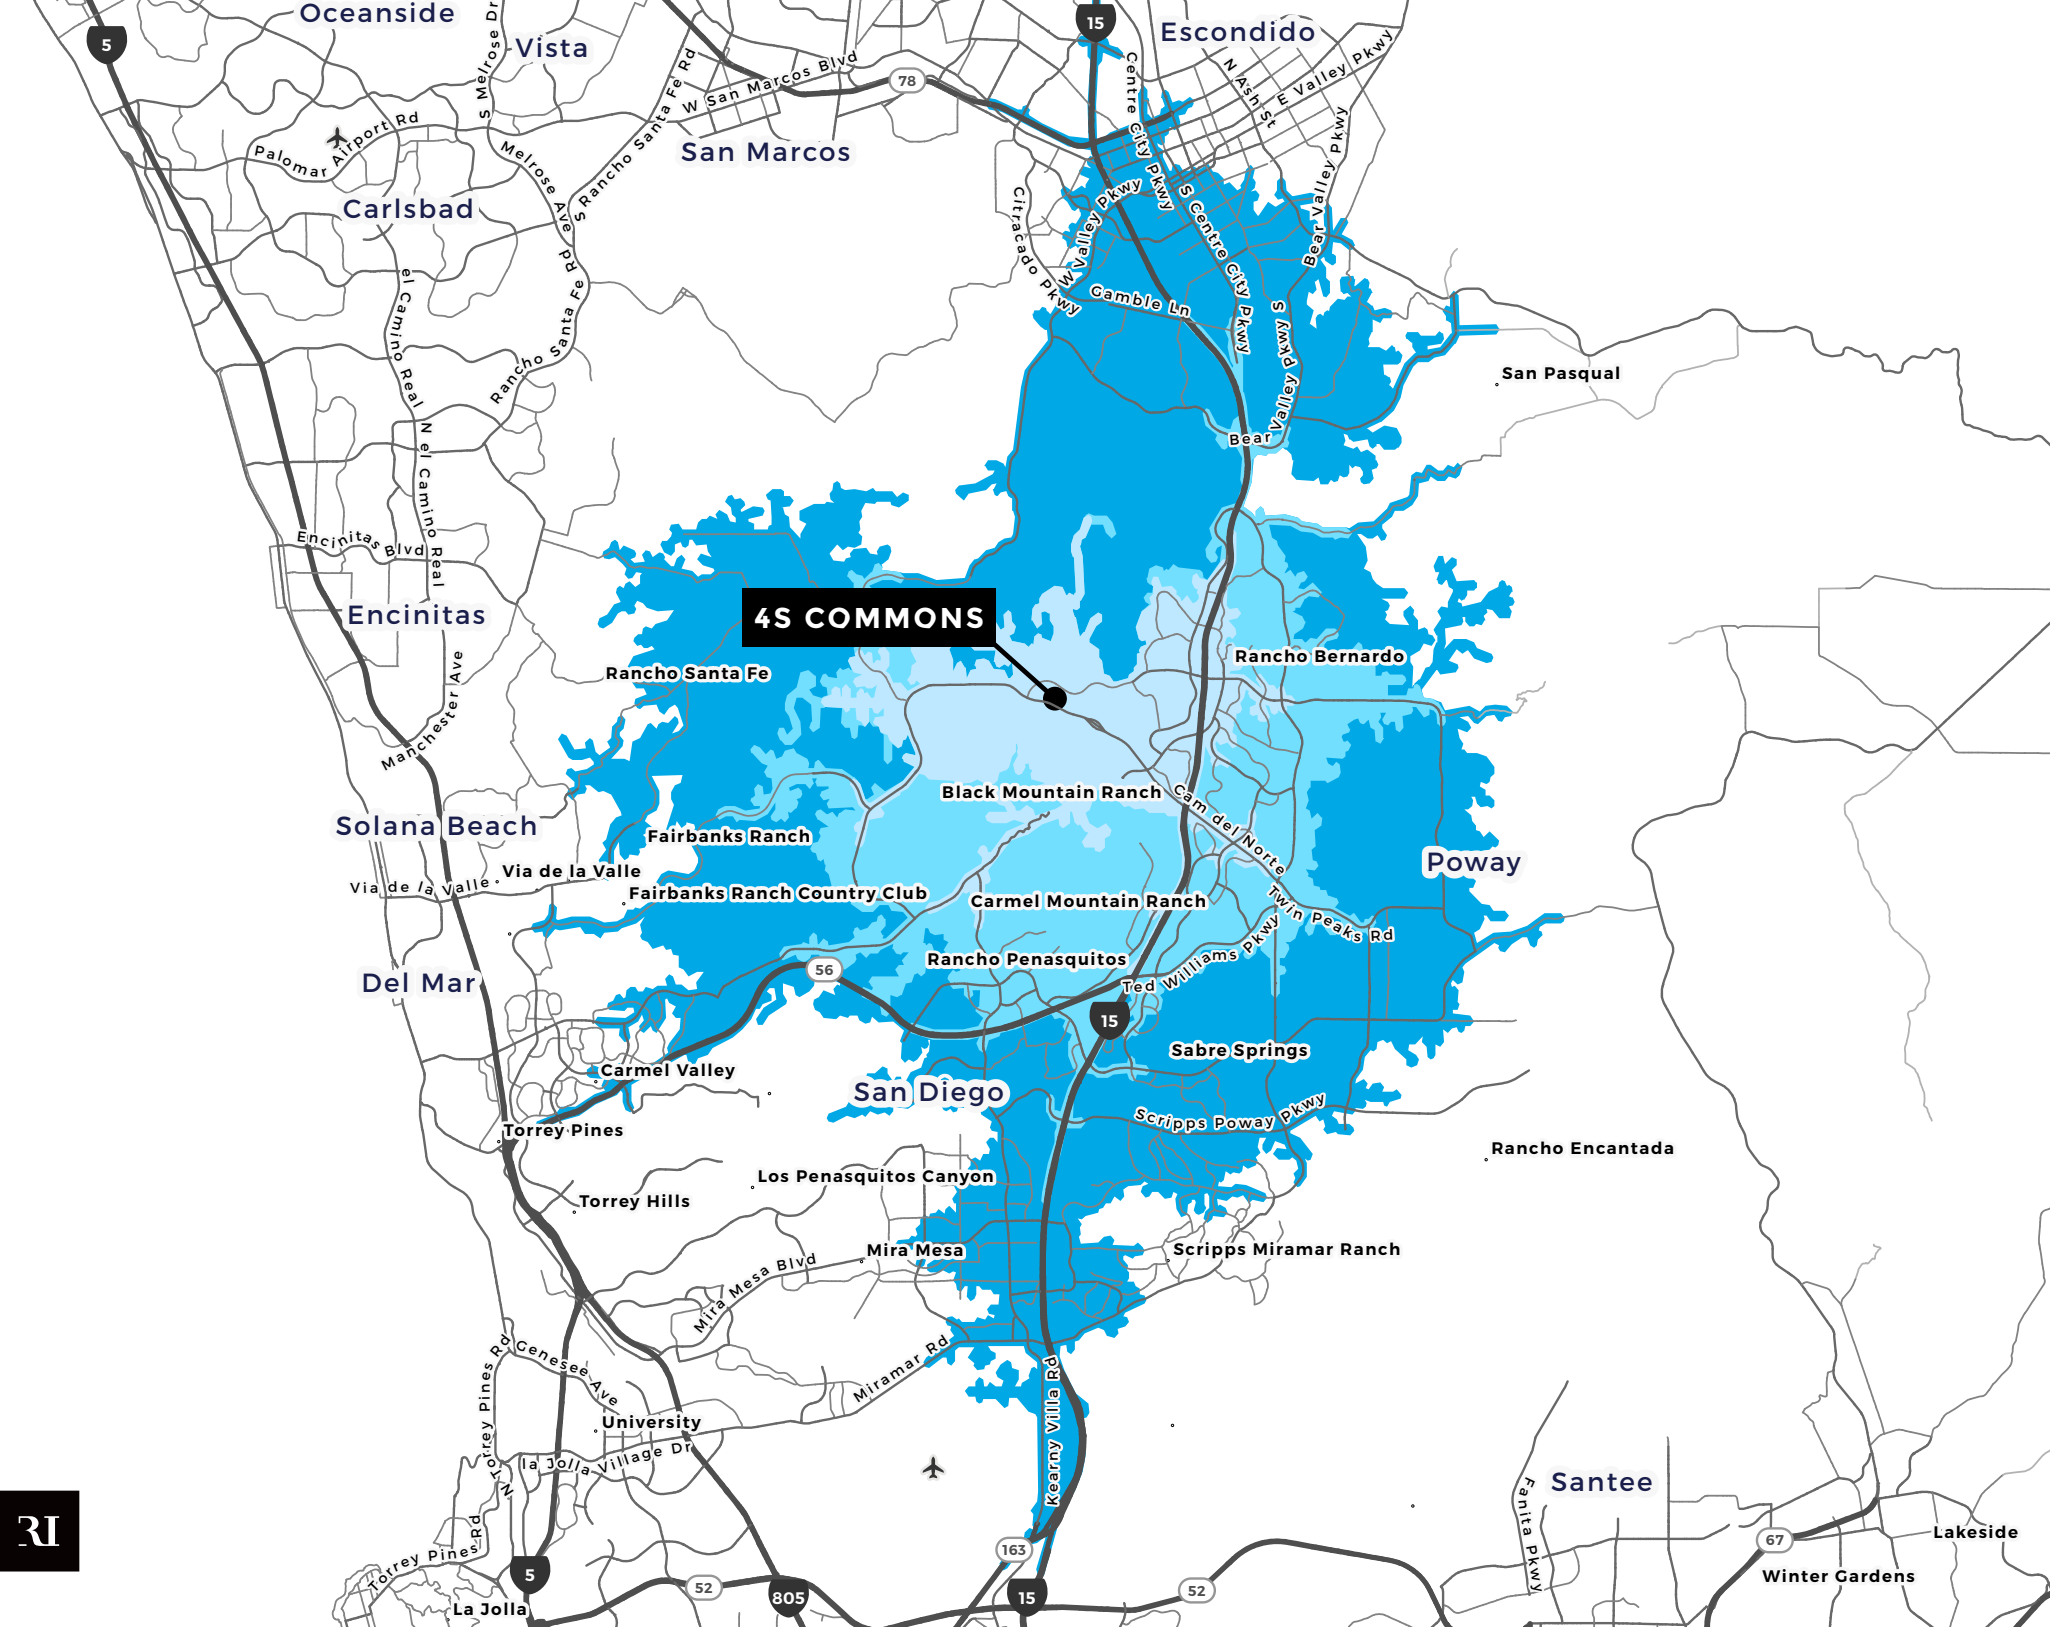 Oceanside
5
Vista
S Melrose Dr
15
Escondido
Centre City Pkwy
N Ash St
E Valley Pkwy
W San Marcos Blvd
78
S Rancho Santa Fe Rd
San Marcos
Palomar Airport Rd
Melrose Ave
Carlsbad
Bear Valley Pkwy
Citracado Pkwy
W Valley Pkwy
S Centre City Pkwy
Gamble Ln
el Camino Real
Rancho Santa Fe Rd
Bear Valley Pkwy S
San Pasqual
N el Camino Real
Encinitas Blvd
Encinitas
4S COMMONS
Rancho Santa Fe
Rancho Bernardo
Manchester Ave
Black Mountain Ranch
Cam del Norte
Solana Beach
Fairbanks Ranch
Poway
Via de la Valle
Via de la Valle
Fairbanks Ranch Country Club
Carmel Mountain Ranch
Twin Peaks Rd
Rancho Penasquitos
Ted Williams Pkwy
56
Del Mar
15
Sabre Springs
Carmel Valley
San Diego
Scripps Poway Pkwy
Torrey Pines
Rancho Encantada
Los Penasquitos Canyon
Torrey Hills
Mira Mesa
Scripps Miramar Ranch
Mira Mesa Blvd
Genesee Ave
Miramar Rd
N Torrey Pines Rd
Kearny Villa Rd
University
la Jolla Village Dr
Santee
Fanita Pkwy
RI
Lakeside
67
163
Torrey Pines Rd
5
52
805
15
52
Winter Gardens
La Jolla